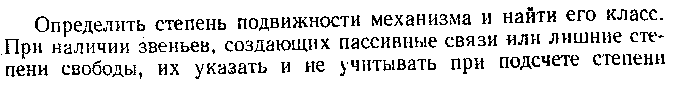 Определить степень подвижности механизма и найти его класс.
При наличии звеньев, создающих пассивные связи или лишние сте-
пени свободы, их указать и не учитывать при подсчете степени